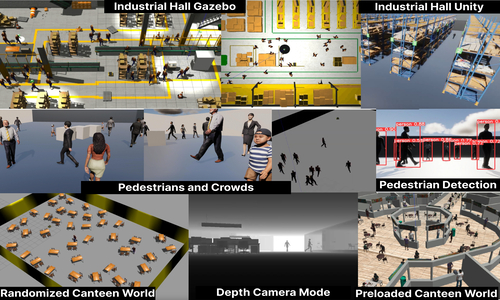 Industrial Hall Gazebo
Industrial Hall Unity
Pedestrians and Crowds
Pedestrian Detection
Randomized Canteen World
Depth Camera Mode
Preloaded Canteen World